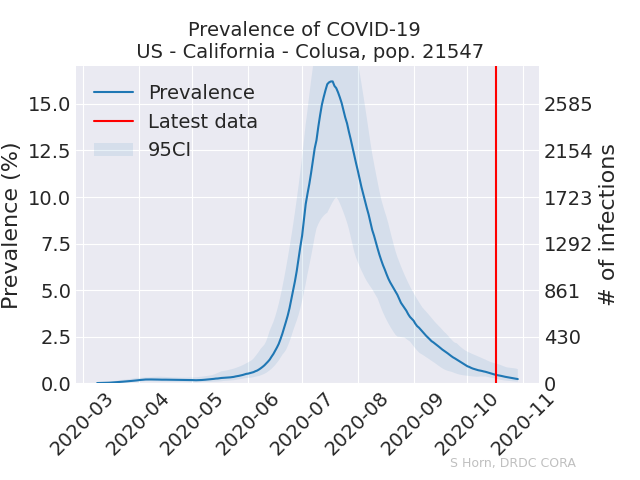 Prevalence of COVID-19
US - California - Colusa, pop. 21547
Prevalence
Latest data
95CI
Prevalence (%)
15.0
12.5
10.0
7.5
5.0
2.5
0.0
2585
2154
1723
1292
861
430
0
# of infections
2020-03
2020-04
2020-05
2020-06
2020-07
2020-08
2020-09
2020-10
2020-11
S Horn, DRDC CORA